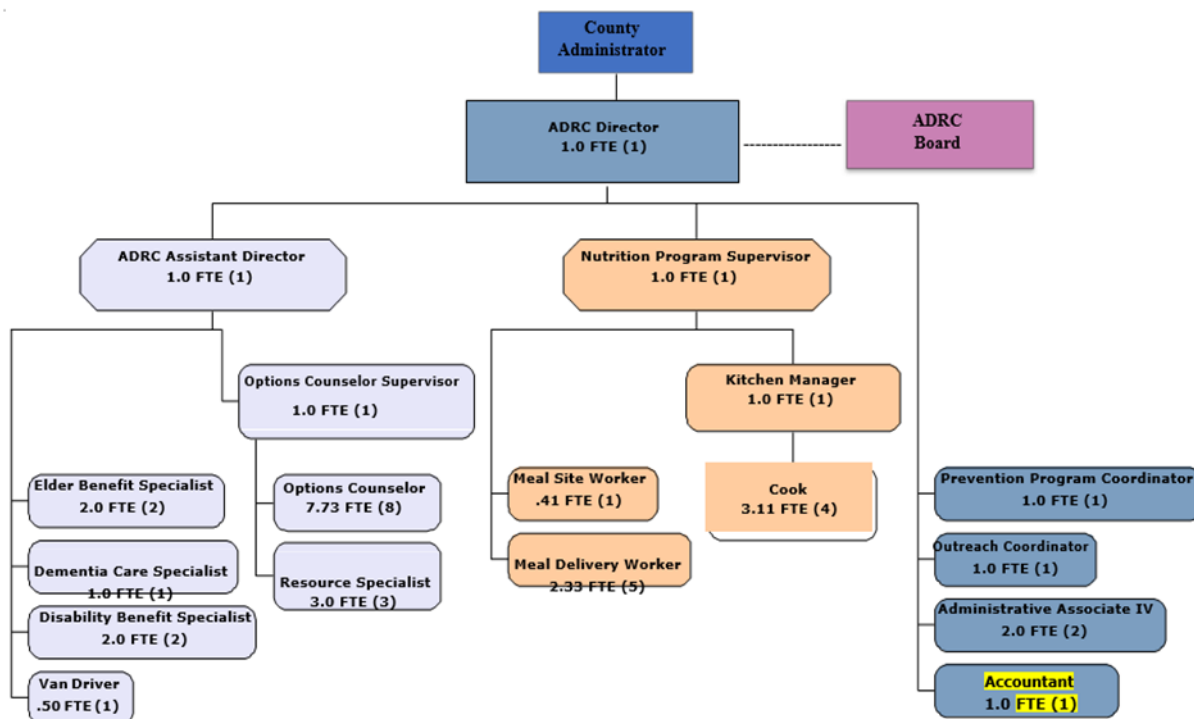 County
Administrator
ADRC Director
1.0 FTE (1)
ADRC
Board
ADRC Assistant Director
1.0 FTE (1)
Nutrition Program Supervisor
1.0 FTE (1)
Options Counselor Supervisor
1.0 FTE (1)
Kitchen Manager
1.0 FTE (1)
Elder Benefit Specialist
2.0 FTE (2)
Options Counselor
7.73 FTE (8)
Meal Site Worker
.41 FTE (1)
Cook
3.11 FTE (4)
Prevention Program Coordinator
1.0 FTE (1)
Dementia Care Specialist
1.0 FTE (1)
Resource Specialist
3.0 FTE (3)
Meal Delivery Worker
2.33 FTE (5)
Outreach Coordinator
1.0 FTE (1)
Disability Benefit Specialist
2.0 FTE (2)
Administrative Associate IV
2.0 FTE (2)
Van Driver
.50 FTE (1)
Accountant
1.0 FTE (1)